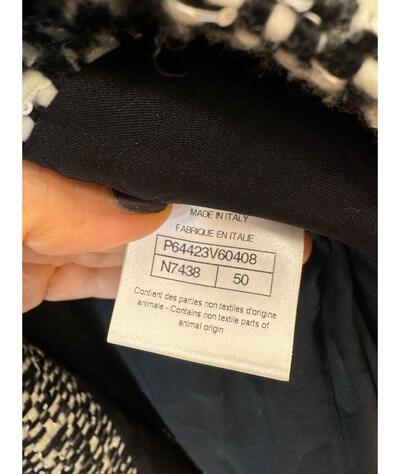 MADE IN ITALY
FABRIQUE EN ITALIE
P64423V60408
N7438 50
Contient des parties non textiles d'origine
animale - Contains non textile parts of
animal origin